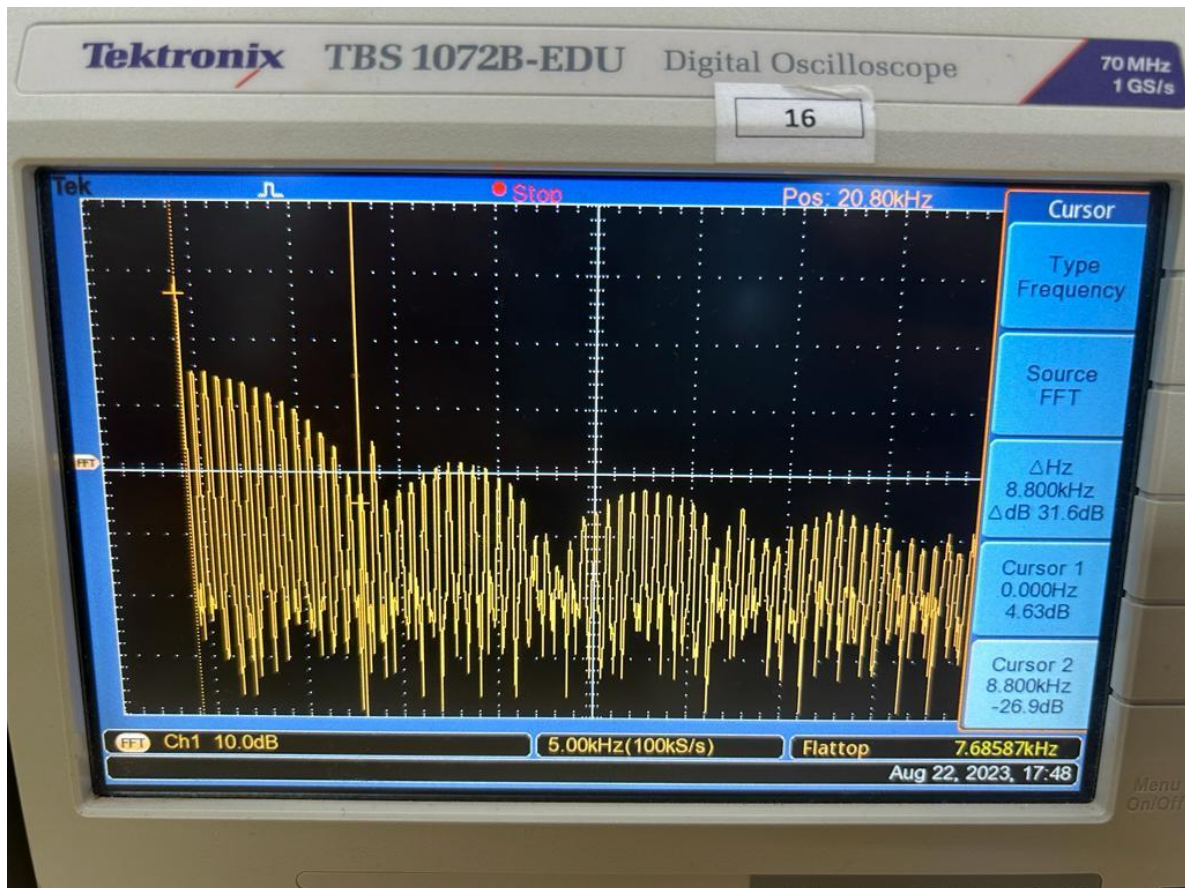 Tektronix TBS 1072B-EDU Digital Oscilloscope
70 MHz
1 GS/s
16
Tek
Stop
Pos: 20.80kHz
Cursor
Type
Frequency
Source
FFT
△Hz
8.800kHz
△dB 31.6dB
Cursor 1
0.000Hz
4.63dB
Cursor 2
8.800kHz
-26.9dB
FFT
FFT Ch1 10.0dB
5.00kHz(100kS/s)
Flattop 7.68587kHz
Aug 22, 2023, 17:48
Menu
On/Off